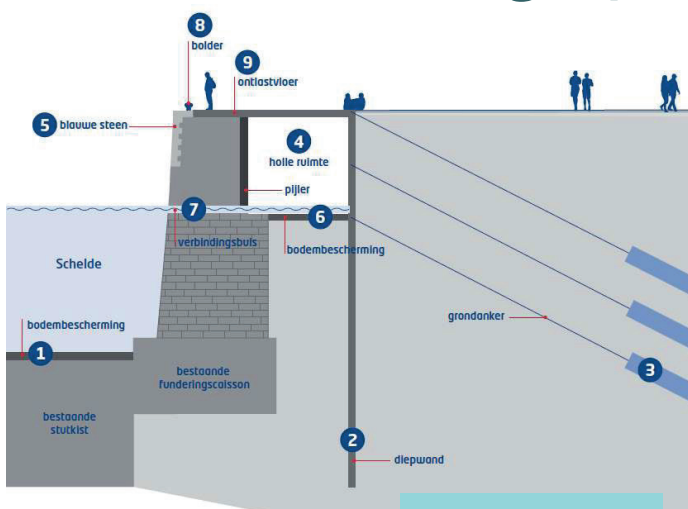 8
bolder
9
ontlastvloer
5 blauwe steen
4
holle ruimte
pijler
7
6
verbindingsbuis
bodembescherming
Schelde
grondanker
bodembescherming
1
3
bestaande
funderingscaisson
bestaande
stutkist
2
diepwand